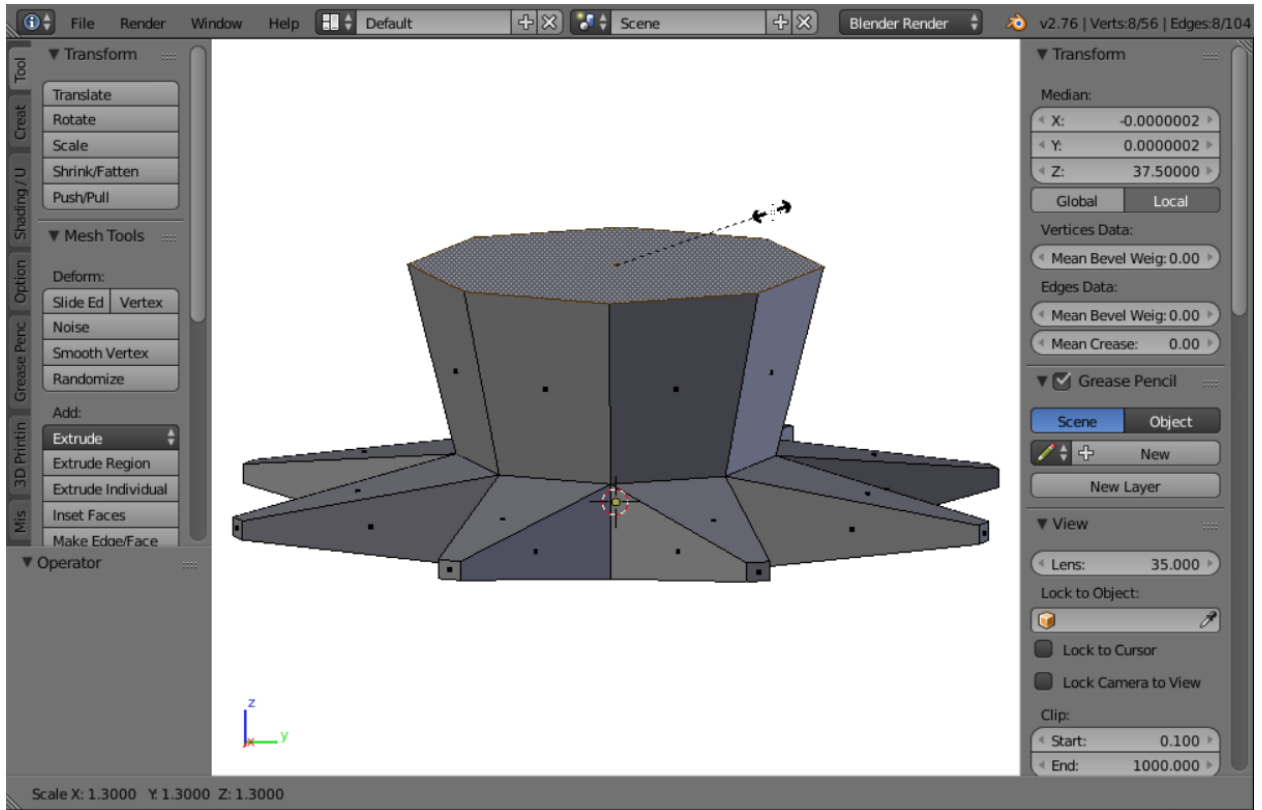 File Render Window Help Default Scene Blender Render v2.76 | Verts:8/56 | Edges:8/104
Tool
Creat
Shading / U
Option
Grease Penc
3D Printin
Mis
Transform
Translate
Rotate
Scale
Shrink/Fatten
Push/Pull
Mesh Tools
Deform:
Slide Ed Vertex
Noise
Smooth Vertex
Randomize
Add:
Extrude
Extrude Region
Extrude Individual
Inset Faces
Make Edge/Face
Operator
z
y
x
Transform
Median:
X: -0.0000002
Y: 0.0000002
Z: 37.50000
Global Local
Vertices Data:
Mean Bevel Weig: 0.00
Edges Data:
Mean Bevel Weig: 0.00
Mean Crease: 0.00
Grease Pencil
Scene Object
New
New Layer
View
Lens: 35.000
Lock to Object:
Lock to Cursor
Lock Camera to View
Clip:
Start: 0.100
End: 1000.000
Scale X: 1.3000 Y: 1.3000 Z: 1.3000